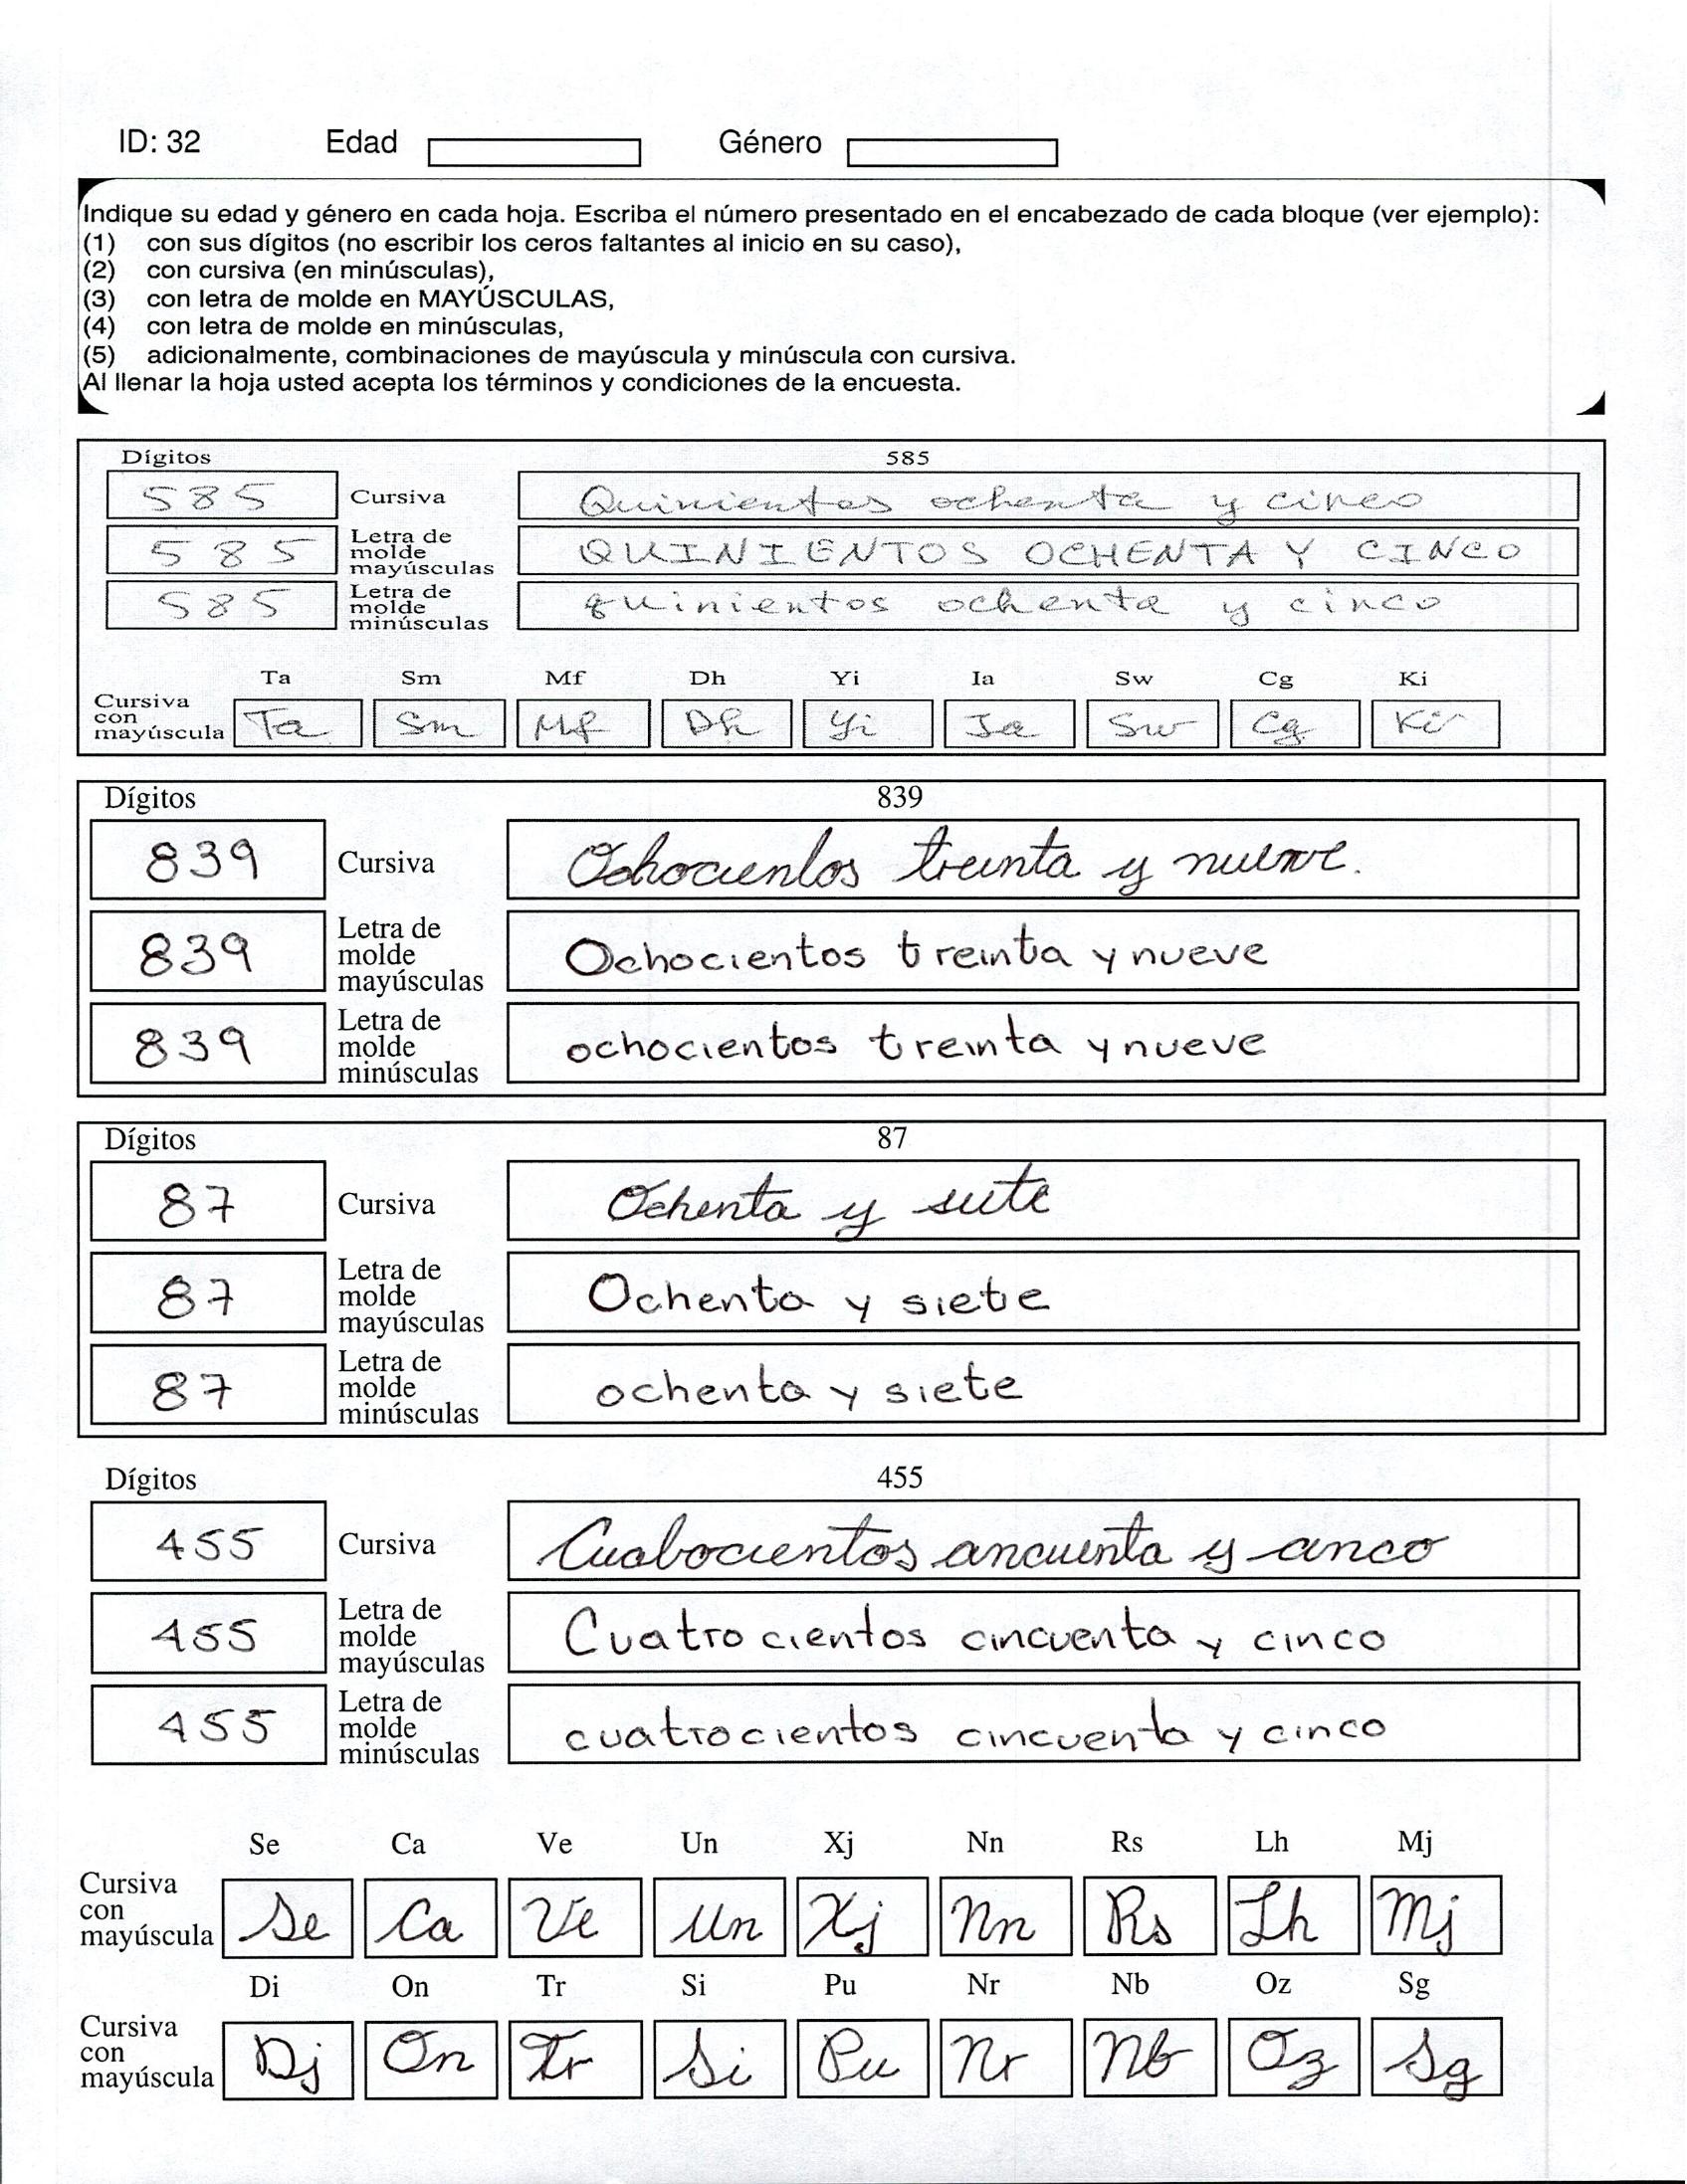 ID: 32 Edad Género
Indique su edad y género en cada hoja. Escriba el número presentado en el encabezado de cada bloque (ver ejemplo):
(1) con sus dígitos (no escribir los ceros faltantes al inicio en su caso),
(2) con cursiva (en minúsculas),
(3) con letra de molde en MAYÚSCULAS,
(4) con letra de molde en minúsculas,
(5) adicionalmente, combinaciones de mayúscula y minúscula con cursiva.
Al llenar la hoja usted acepta los términos y condiciones de la encuesta.
Dígitos 585
585 Cursiva Quinientos ochenta y cinco
585 Letra de molde mayúsculas QUINIENTOS OCHENTA Y CINCO
585 Letra de molde minúsculas quinientos ochenta y cinco
Ta Sm Mf Dh Yi Ia Sw Cg Ki
Cursiva con mayúscula Ta Sm Mf Dh Yi Ia Sw Cg Ki
Dígitos 839
839 Cursiva Ochocientos treinta y nueve.
839 Letra de molde mayúsculas Ochocientos treinta y nueve
839 Letra de molde minúsculas ochocientos treinta y nueve
Dígitos 87
87 Cursiva Ochenta y siete
87 Letra de molde mayúsculas Ochenta y siete
87 Letra de molde minúsculas ochenta y siete
Dígitos 455
455 Cursiva Cuatrocientos cincuenta y cinco
455 Letra de molde mayúsculas Cuatro cientos cincuenta y cinco
455 Letra de molde minúsculas cuatrocientos cincuenta y cinco
Se Ca Ve Un Xj Nn Rs Lh Mj
Cursiva con mayúscula Se Ca Ve Un Xj Nn Rs Lh Mj
Di On Tr Si Pu Nr Nb Oz Sg
Cursiva con mayúscula Dj On Tr Si Pu Nr Nb Oz Sg